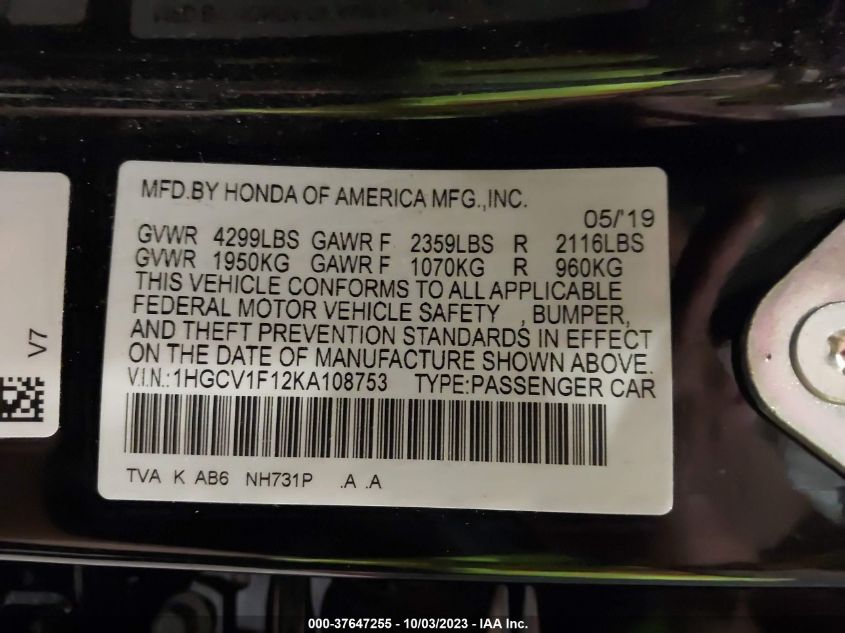 MFD.BY HONDA OF AMERICA MFG.,INC.
05/'19
GVWR 4299LBS GAWR F 2359LBS R 2116LBS
GVWR 1950KG GAWR F 1070KG R 960KG
THIS VEHICLE CONFORMS TO ALL APPLICABLE
FEDERAL MOTOR VEHICLE SAFETY , BUMPER,
AND THEFT PREVENTION STANDARDS IN EFFECT
ON THE DATE OF MANUFACTURE SHOWN ABOVE.
V.I.N.:1HGCV1F12KA108753 TYPE:PASSENGER CAR
TVA K AB6 NH731P .A .A
V7
000-37647255 - 10/03/2023 - IAA Inc.